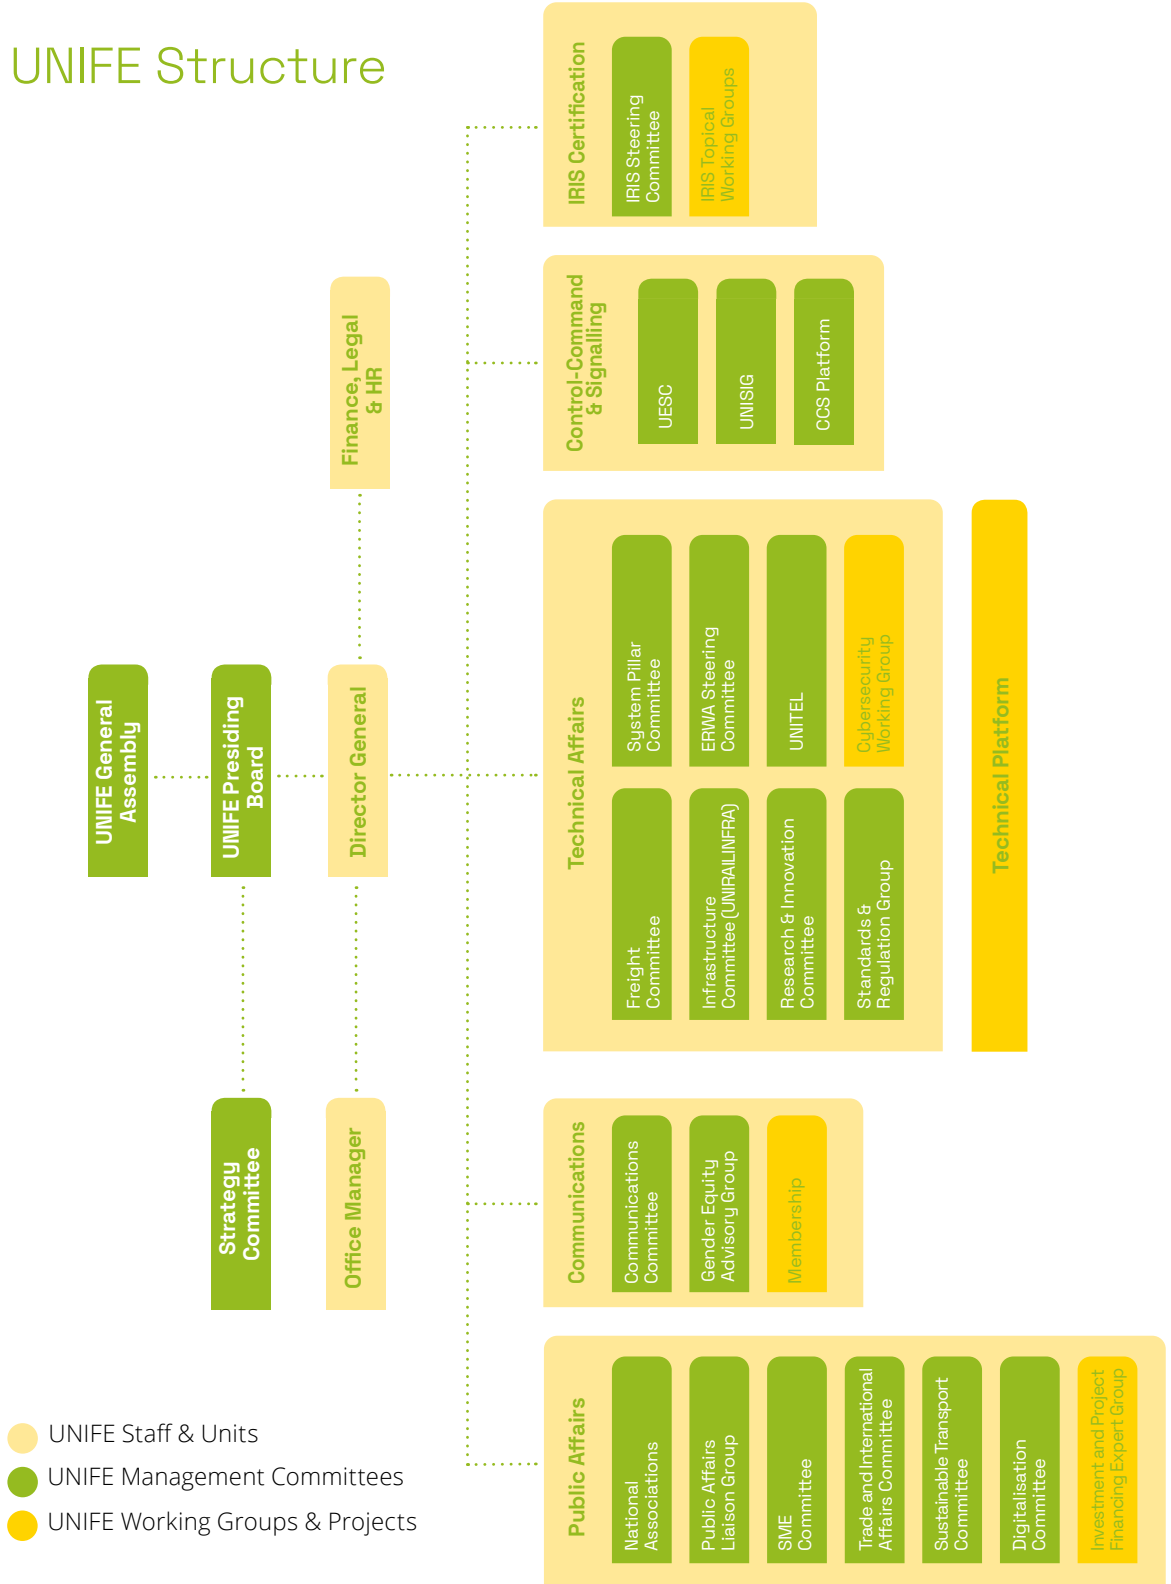 UNIFE Structure
UNIFE General
Assembly
UNIFE Presiding
Board
Strategy
Committee
Director General
Office Manager
Finance, Legal
& HR
Public Affairs
National
Associations
Public Affairs
Liaison Group
SME
Committee
Trade and International
Affairs Committee
Sustainable Transport
Committee
Digitalisation
Committee
Investment and Project
Financing Expert Group
Communications
Communications
Committee
Gender Equity
Advisory Group
Membership
Technical Affairs
Freight
Committee
Infrastructure
Committee (UNIRAILINFRA)
Research & Innovation
Committee
Standards &
Regulation Group
System Pillar
Committee
ERWA Steering
Committee
UNITEL
Cybersecurity
Working Group
Technical Platform
Control-Command
& Signalling
UESC
UNISIG
CCS Platform
IRIS Certification
IRIS Steering
Committee
IRIS Topical
Working Groups
UNIFE Staff & Units
UNIFE Management Committees
UNIFE Working Groups & Projects